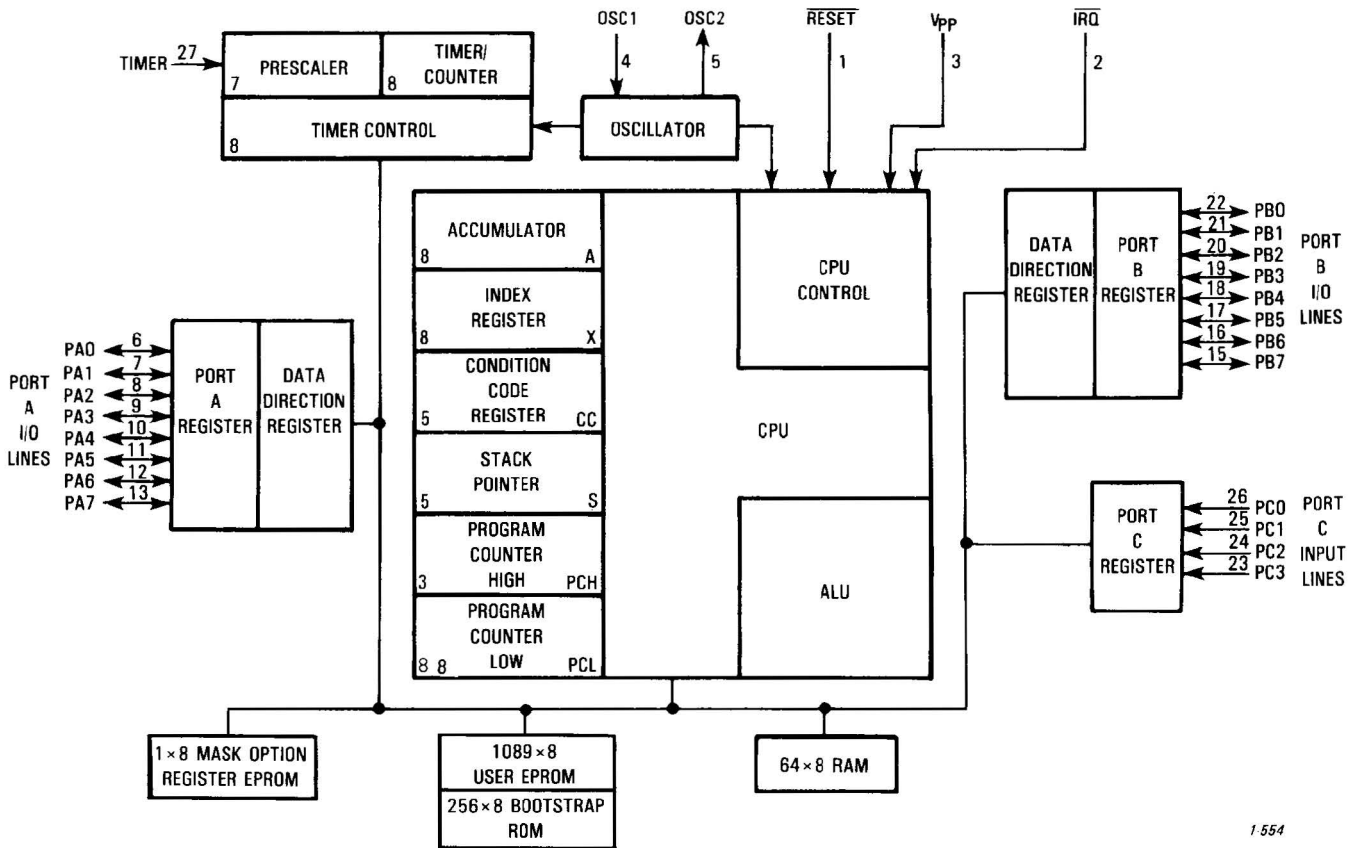 OSC1 OSC2 RESET VPP IRQ
4 5 1 3 2
TIMER 27
PRESCALER
7
TIMER/
COUNTER
8
TIMER CONTROL
8
OSCILLATOR
ACCUMULATOR
8 A
INDEX
REGISTER
8 X
CONDITION
CODE
REGISTER
5 CC
STACK
POINTER
5 S
PROGRAM
COUNTER
HIGH
3 PCH
PROGRAM
COUNTER
LOW
8 8 PCL
CPU
CONTROL
CPU
ALU
PORT
A
I/O
LINES
PA0 6
PA1 7
PA2 8
PA3 9
PA4 10
PA5 11
PA6 12
PA7 13
PORT
A
REGISTER
DATA
DIRECTION
REGISTER
DATA
DIRECTION
REGISTER
PORT
B
REGISTER
22 PB0
21 PB1
20 PB2
19 PB3
18 PB4
17 PB5
16 PB6
15 PB7
PORT
B
I/O
LINES
PORT
C
REGISTER
26 PC0
25 PC1
24 PC2
23 PC3
PORT
C
INPUT
LINES
1×8 MASK OPTION
REGISTER EPROM
1089×8
USER EPROM
256×8 BOOTSTRAP
ROM
64×8 RAM
1-554